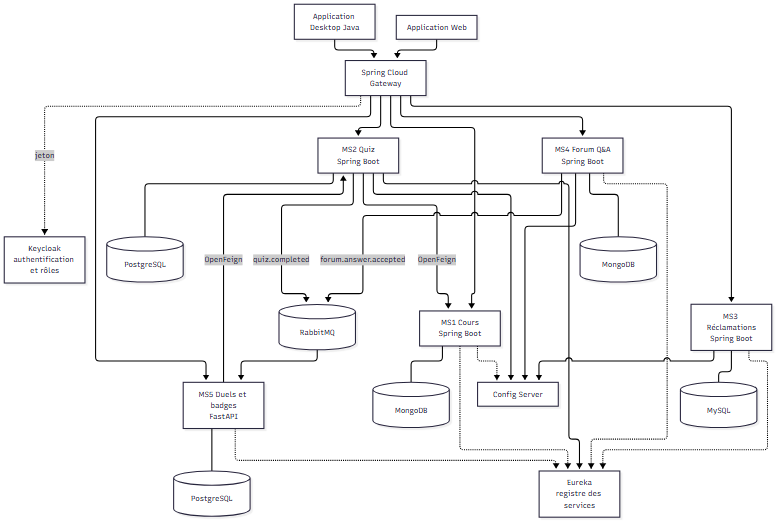 Application
Desktop Java
Application Web
Spring Cloud
Gateway
MS2 Quiz
Spring Boot
MS4 Forum Q&A
Spring Boot
jeton
Keycloak
authentification
et rôles
PostgreSQL
OpenFeign
quiz.completed
forum.answer.accepted
OpenFeign
MongoDB
RabbitMQ
MS1 Cours
Spring Boot
MS3
Réclamations
Spring Boot
MS5 Duels et
badges
FastAPI
MongoDB
Config Server
MySQL
PostgreSQL
Eureka
registre des
services